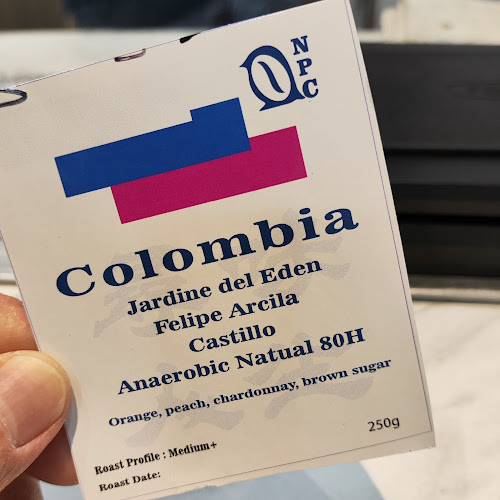 NPC
Colombia
Jardine del Eden
Felipe Arcila
Castillo
Anaerobic Natual 80H
Orange, peach, chardonnay, brown sugar
250g
Roast Profile : Medium+
Roast Date: